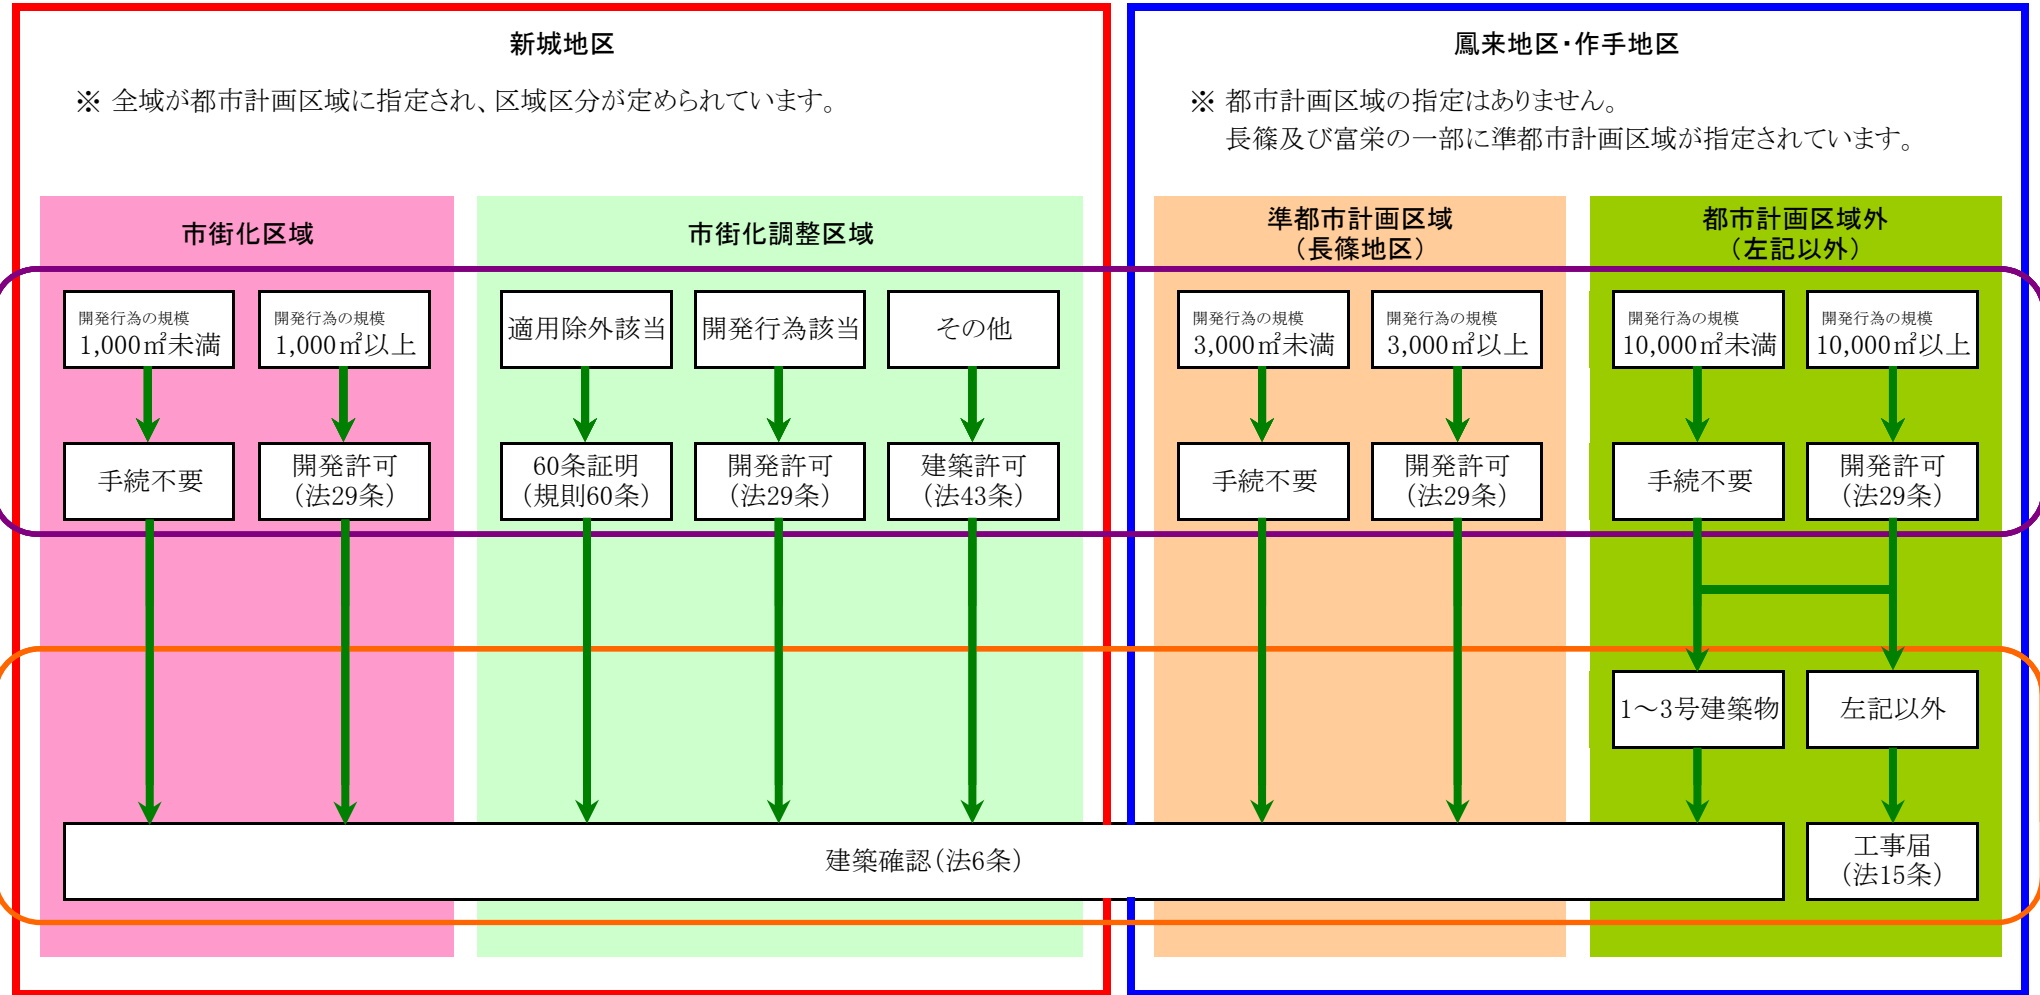 新城地区
※ 全域が都市計画区域に指定され、区域区分が定められています。
市街化区域
市街化調整区域
開発行為の規模
1,000㎡未満
開発行為の規模
1,000㎡以上
適用除外該当
開発行為該当
その他
手続不要
開発許可
(法29条)
60条証明
(規則60条)
開発許可
(法29条)
建築許可
(法43条)
鳳来地区・作手地区
※ 都市計画区域の指定はありません。
長篠及び富栄の一部に準都市計画区域が指定されています。
準都市計画区域
(長篠地区)
都市計画区域外
(左記以外)
開発行為の規模
3,000㎡未満
開発行為の規模
3,000㎡以上
開発行為の規模
10,000㎡未満
開発行為の規模
10,000㎡以上
手続不要
開発許可
(法29条)
手続不要
開発許可
(法29条)
1～3号建築物
左記以外
建築確認(法6条)
工事届
(法15条)